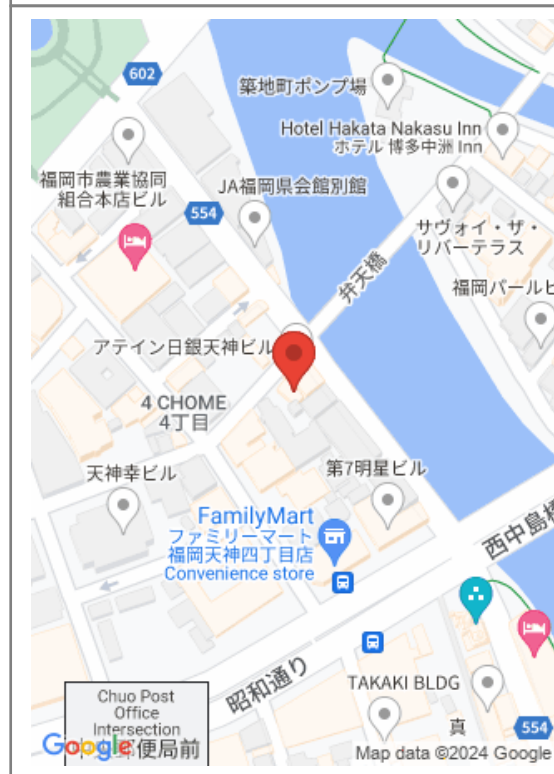 602
築地町ポンプ場
Hotel Hakata Nakasu Inn
ホテル 博多中洲 Inn
福岡市農業協同
組合本店ビル
JA福岡県会館別館
554
サヴォイ・ザ・
リバーテラス
弁天橋
福岡パールビ
アテイン日銀天神ビル
4 CHOME
4丁目
天神幸ビル
第7明星ビル
FamilyMart
ファミリーマート
福岡天神四丁目店
Convenience store
西中島橋
昭和通り
TAKAKI BLDG
Chuo Post
Office
Intersection
便局前
真
554
Google
Map data ©2024 Google